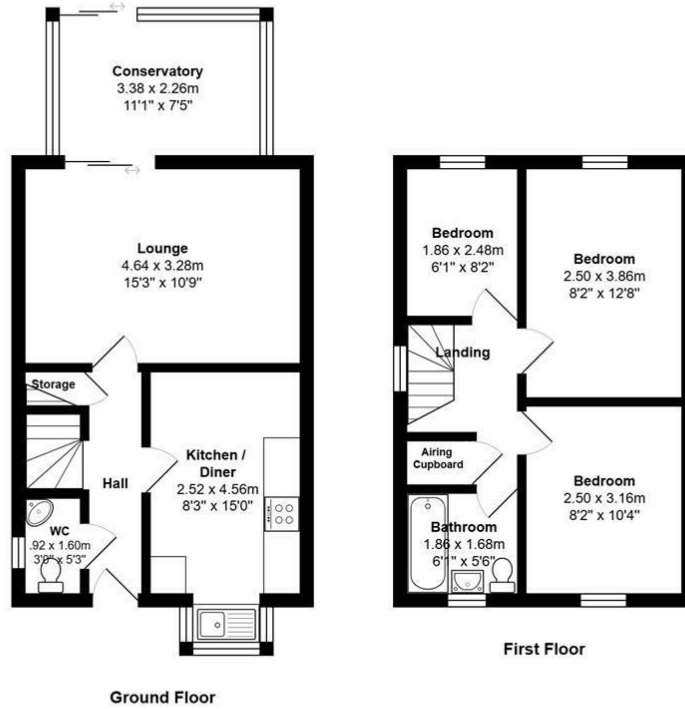 Conservatory
3.38 x 2.26m
11'1" x 7'5"
Lounge
4.64 x 3.28m
15'3" x 10'9"
Storage
Kitchen /
Diner
2.52 x 4.56m
8'3" x 15'0"
Hall
WC
.92 x 1.60m
3'0" x 5'3"
Ground Floor
Bedroom
1.86 x 2.48m
6'1" x 8'2"
Bedroom
2.50 x 3.86m
8'2" x 12'8"
Landing
Airing
Cupboard
Bedroom
2.50 x 3.16m
8'2" x 10'4"
Bathroom
1.86 x 1.68m
6'1" x 5'6"
First Floor